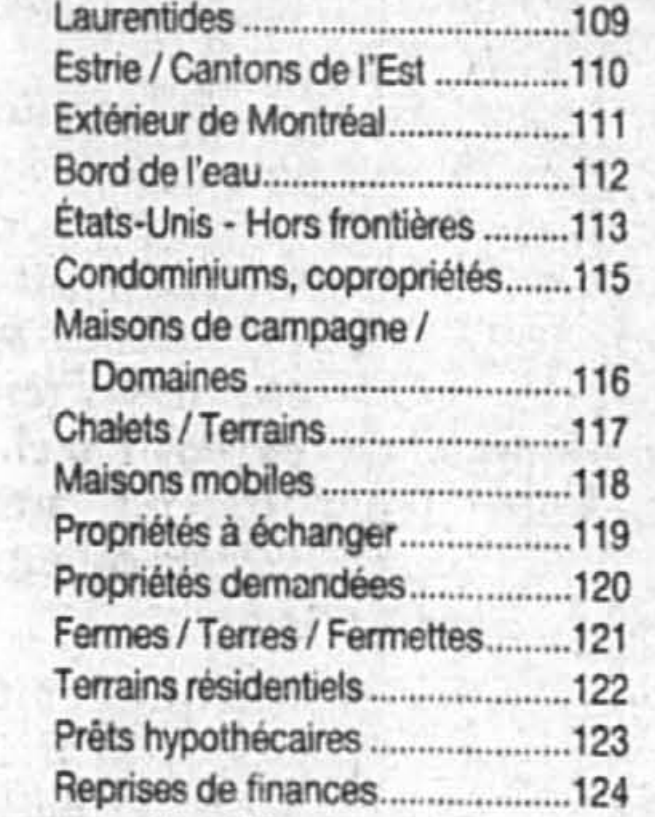 Laurentides ..................................109
Estrie / Cantons de l'Est ..............110
Extérieur de Montréal...................111
Bord de l'eau................................112
États-Unis - Hors frontières .........113
Condominiums, copropriétés.......115
Maisons de campagne /
Domaines .................................116
Chalets / Terrains.........................117
Maisons mobiles ..........................118
Propriétés à échanger..................119
Propriétés demandées.................120
Fermes / Terres / Fermettes.........121
Terrains résidentiels .....................122
Prêts hypothécaires .....................123
Reprises de finances....................124